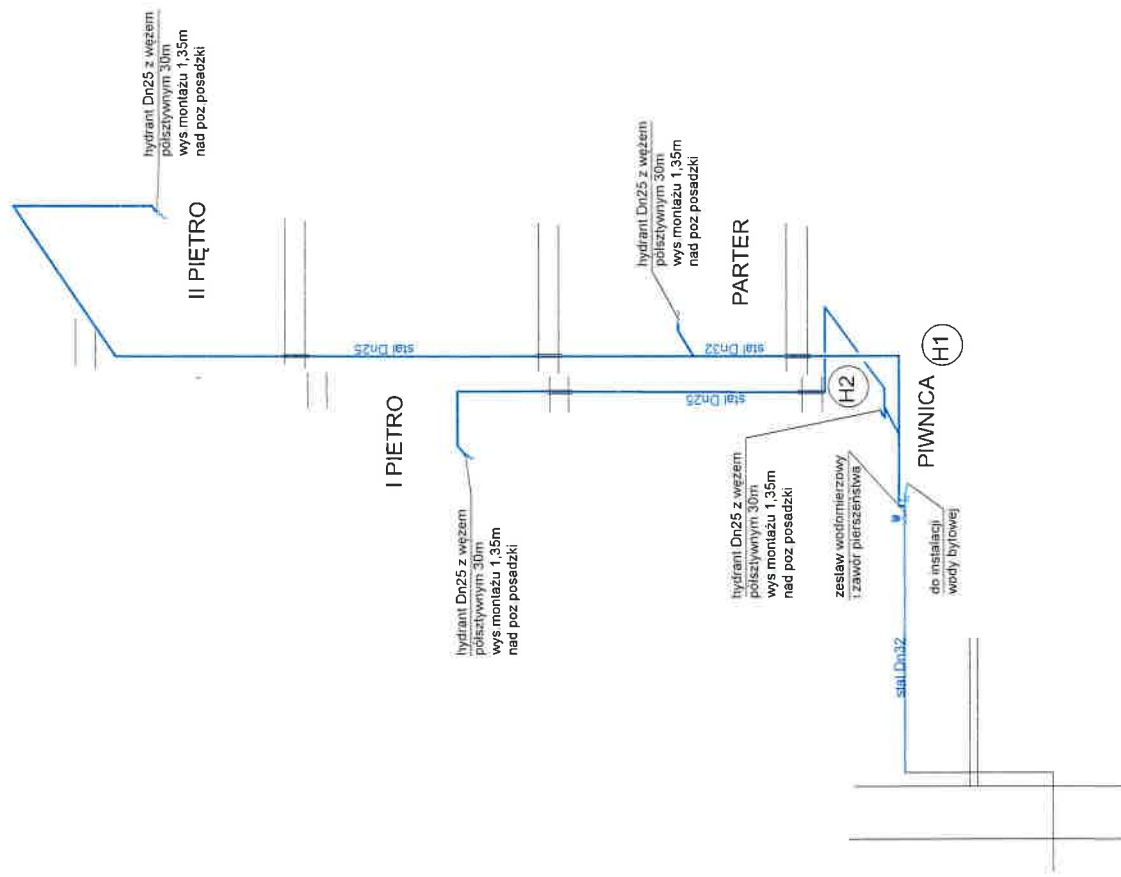 hydrant Dn25 z wężem
półsztywnym 30m
wys montażu 1,35m
nad poz posadzki
II PIĘTRO
hydrant Dn25 z wężem
półsztywnym 30m
wys montażu 1,35m
nad poz posadzki
PARTER
stal Dn25
stal Dn32
I PIETRO
stal Dn25
H2
H1
PIWNICA
hydrant Dn25 z wężem
półsztywnym 30m
wys.montażu 1,35m
nad poz posadzki
hydrant Dn25 z wężem
półsztywnym 30m
wys montażu 1,35m
nad poz posadzki
zestaw wodomierzowy
i zawór pierszeństwa
do instalacji
wody bytowej
stal Dn32